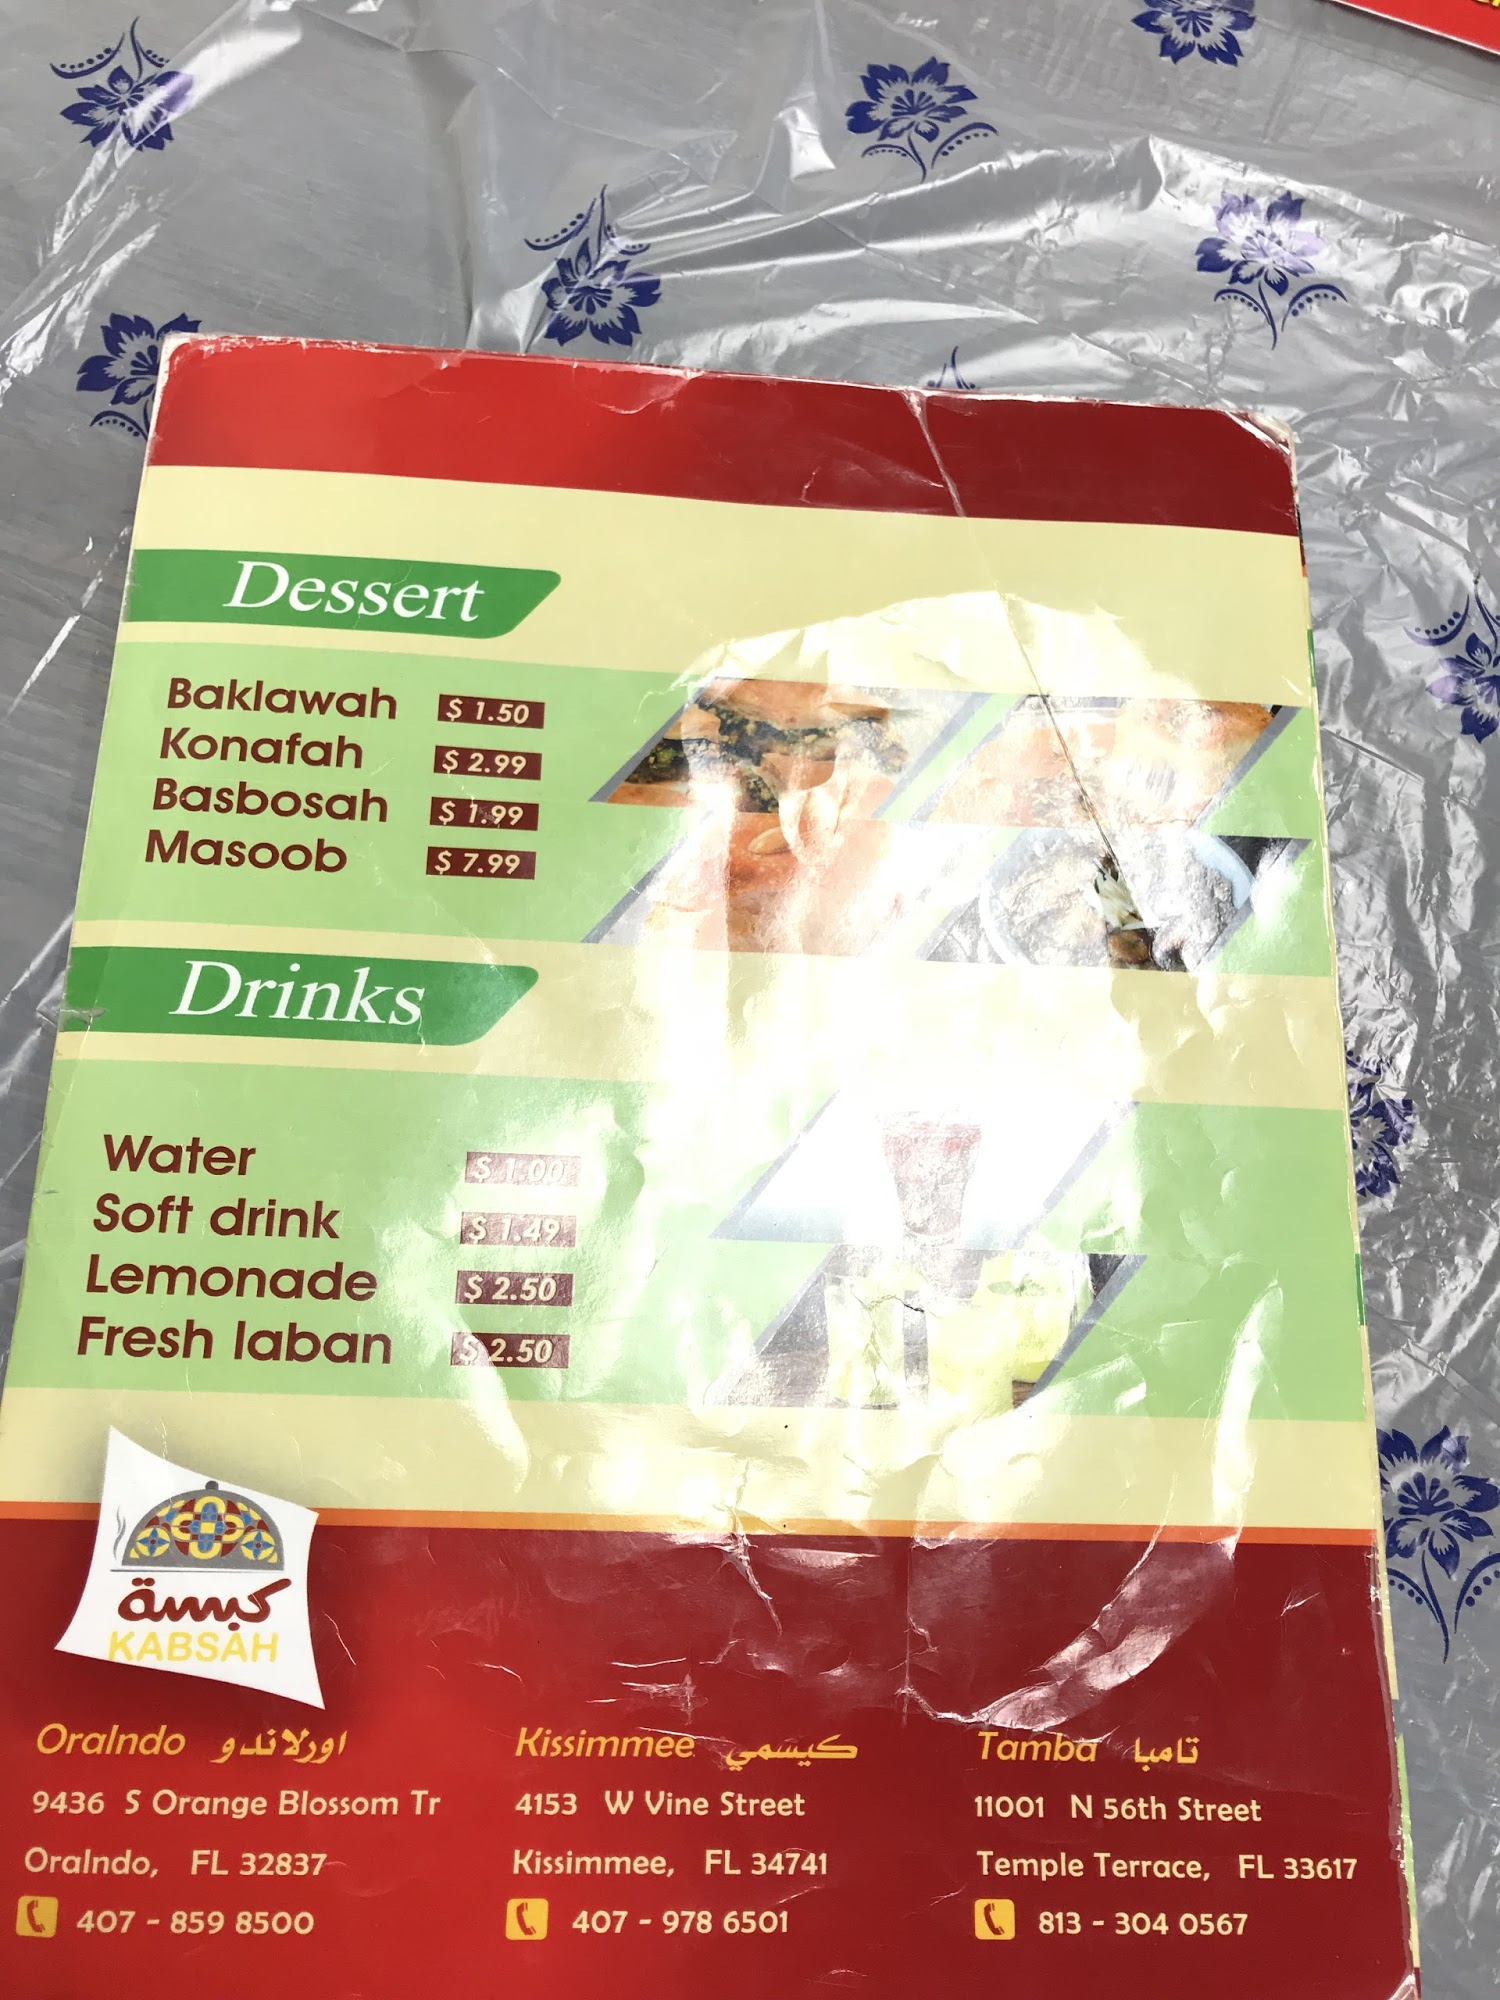 Dessert
Baklawah $ 1.50
Konafah $ 2.99
Basbosah $ 1.99
Masoob $ 7.99
Drinks
Water $ 1.00
Soft drink $ 1.49
Lemonade $ 2.50
Fresh laban $ 2.50
كبسة
KABSAH
Oralndo اورلاندو
9436 S Orange Blossom Tr
Oralndo, FL 32837
407 - 859 8500
Kissimmee كيسمي
4153 W Vine Street
Kissimmee, FL 34741
407 - 978 6501
Tamba تامبا
11001 N 56th Street
Temple Terrace, FL 33617
813 - 304 0567